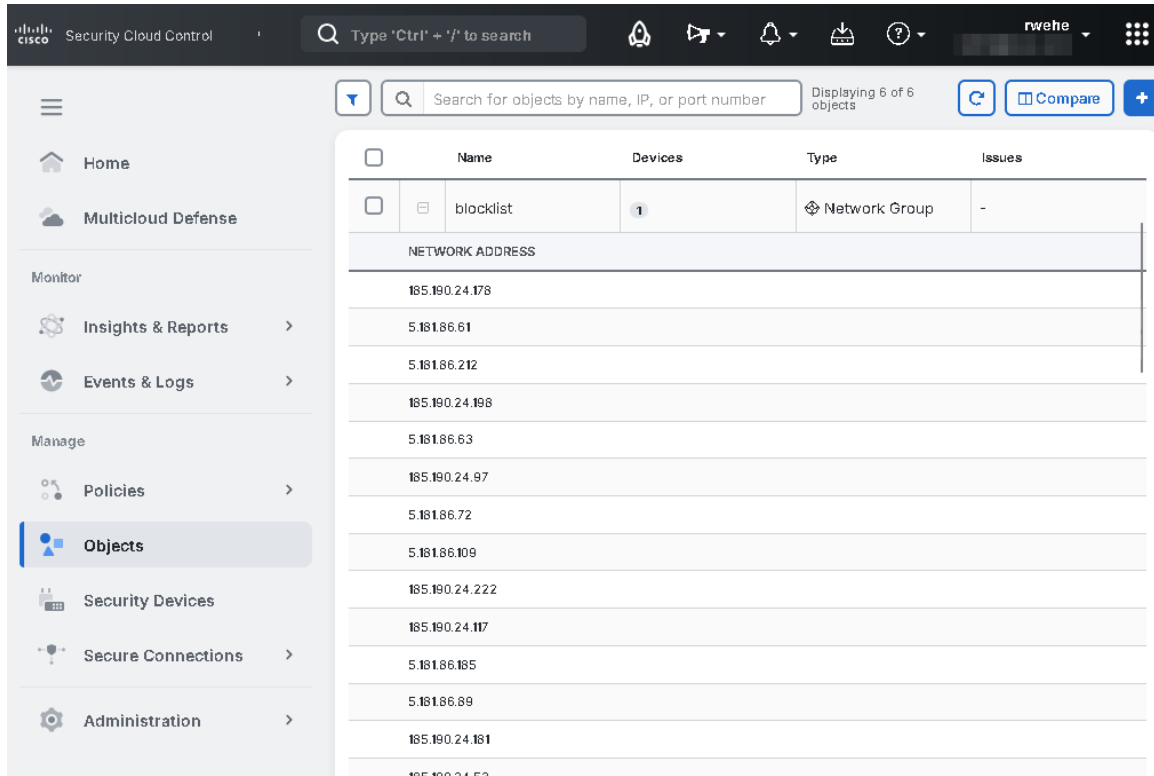 cisco Security Cloud Control
Type 'Ctrl' + '/' to search
rwehe
Home
Multicloud Defense
Monitor
Insights & Reports
Events & Logs
Manage
Policies
Objects
Security Devices
Secure Connections
Administration
Search for objects by name, IP, or port number
Displaying 6 of 6
objects
Compare
Name Devices Type Issues
blocklist 1 Network Group -
NETWORK ADDRESS
185.190.24.178
5.181.86.61
5.181.86.212
185.190.24.198
5.181.86.63
185.190.24.97
5.181.86.72
5.181.86.109
185.190.24.222
185.190.24.117
5.181.86.185
5.181.86.89
185.190.24.181